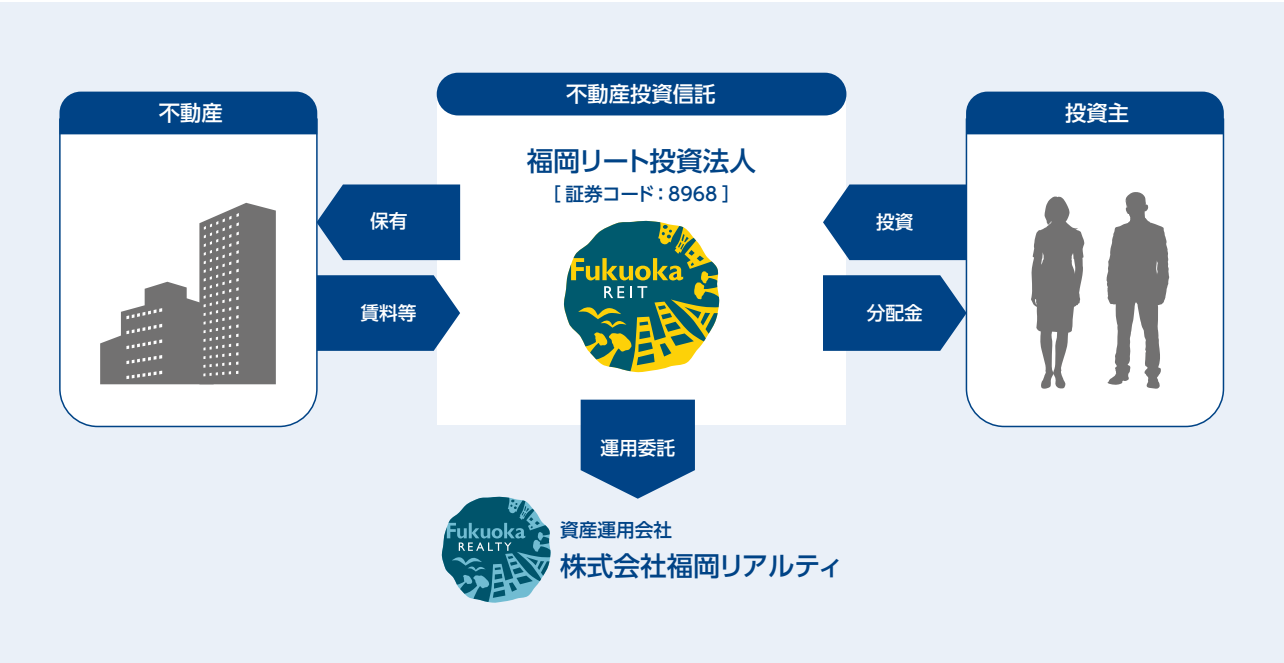 不動産
保有
賃料等
不動産投資信託
福岡リート投資法人
[ 証券コード：8968 ]
Fukuoka
REIT
投資主
投資
分配金
運用委託
Fukuoka
REALTY
資産運用会社
株式会社福岡リアルティ